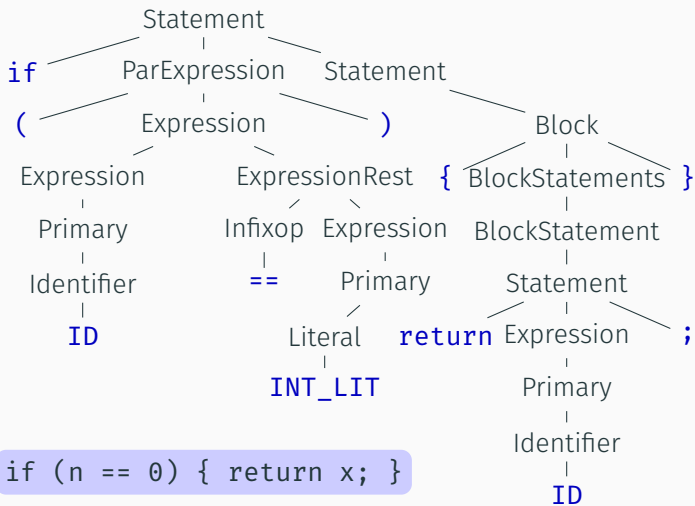 Statement
if ParExpression Statement
( Expression ) Block
Expression ExpressionRest { BlockStatements }
Primary Infixop Expression BlockStatement
Identifier == Primary Statement
ID Literal return Expression ;
INT_LIT Primary
Identifier
if (n == 0) { return x; }
ID